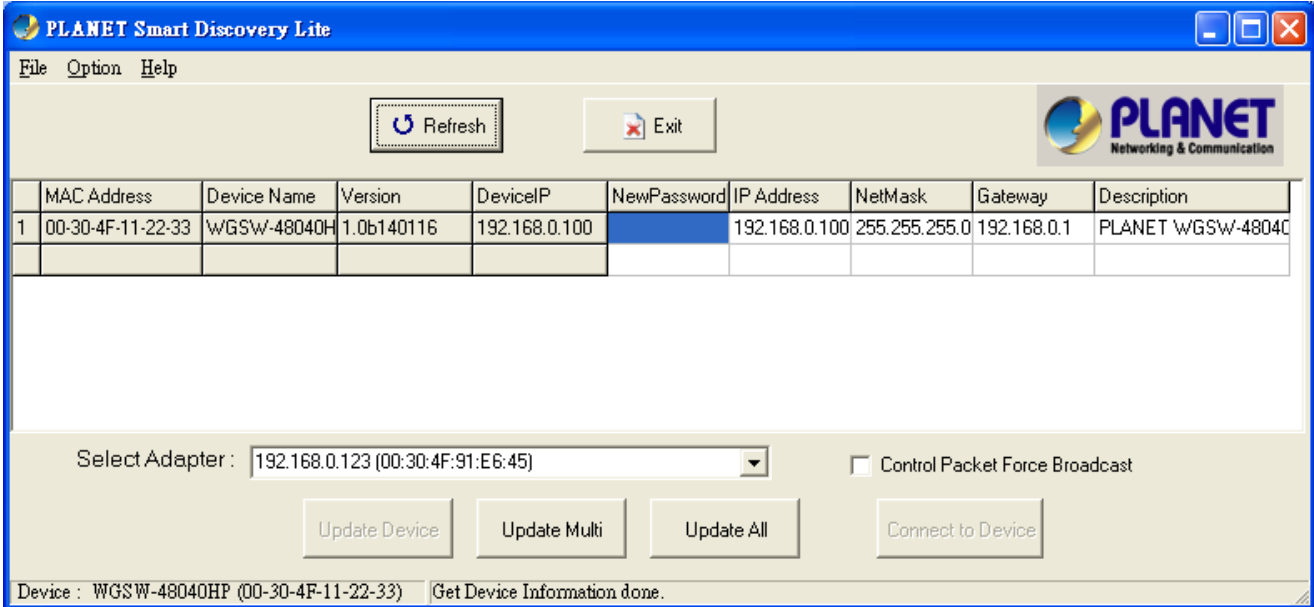 PLANET Smart Discovery Lite
File Option Help
Refresh Exit
PLANET
Networking & Communication
MAC Address Device Name Version DeviceIP NewPassword IP Address NetMask Gateway Description
1 00-30-4F-11-22-33 WGSW-48040H 1.0b140116 192.168.0.100 192.168.0.100 255.255.255.0 192.168.0.1 PLANET WGSW-48040
Select Adapter : 192.168.0.123 (00:30:4F:91:E6:45) Control Packet Force Broadcast
Update Device Update Multi Update All Connect to Device
Device : WGSW-48040HP (00-30-4F-11-22-33) Get Device Information done.